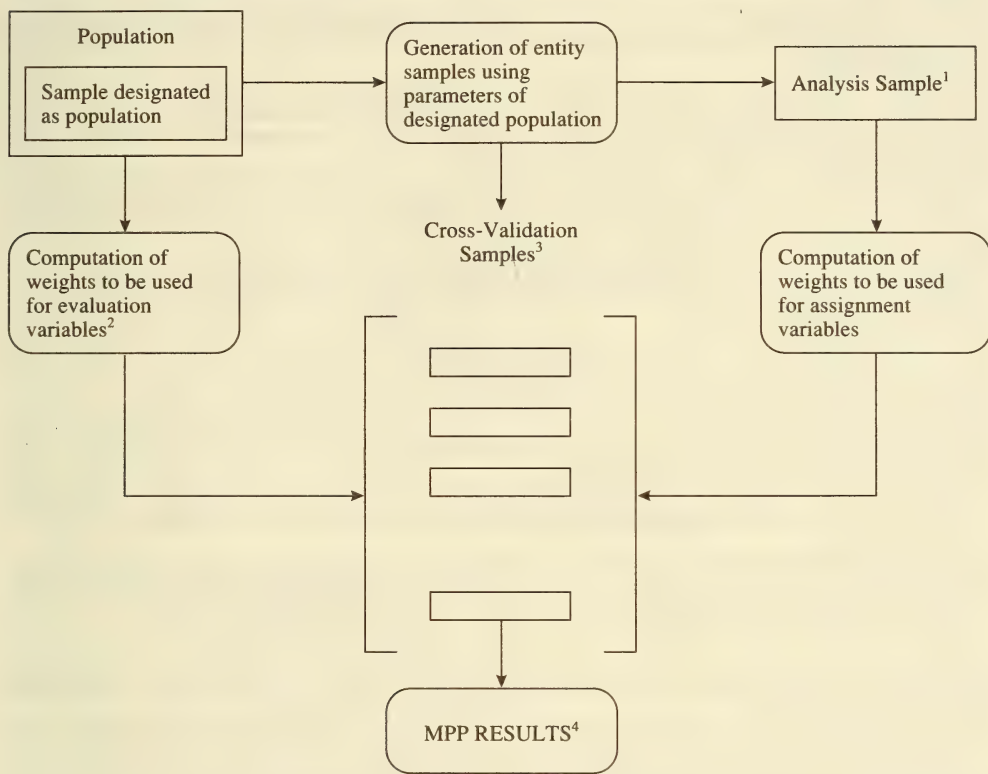 Population
Sample designated
as population
Generation of entity
samples using
parameters of
designated population
Analysis Sample¹
Cross-Validation
Samples³
Computation of
weights to be used
for evaluation
variables²
Computation of
weights to be used
for assignment
variables
MPP RESULTS⁴